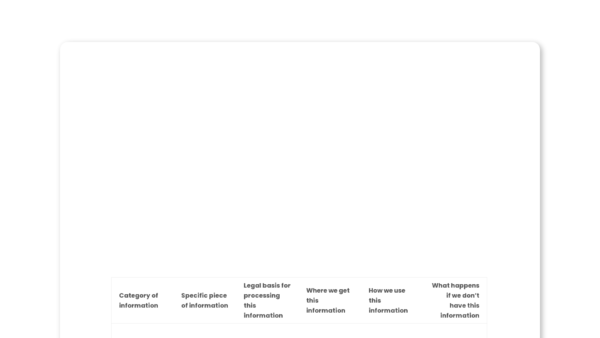 Category of
information
Specific piece
of information
Legal basis for
processing
this
information
Where we get
this
information
How we use
this
information
What happens
if we don't
have this
information